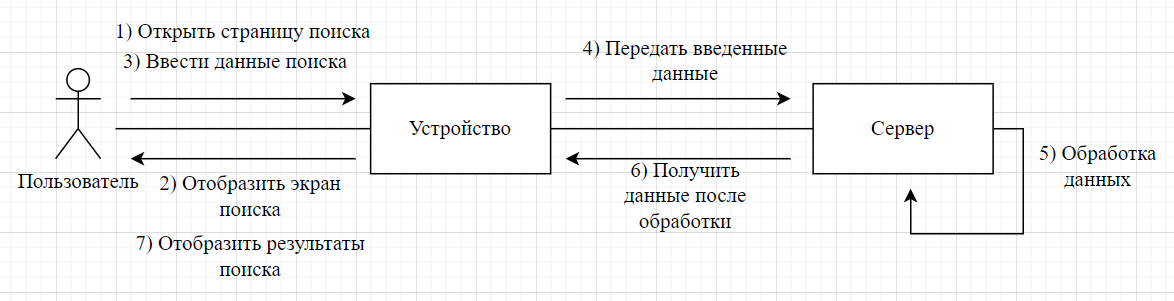 1) Открыть страницу поиска
3) Ввести данные поиска
4) Передать введенные
данные
Устройство
Сервер
5) Обработка
данных
Пользователь
2) Отобразить экран
поиска
6) Получить
данные после
обработки
7) Отобразить результаты
поиска